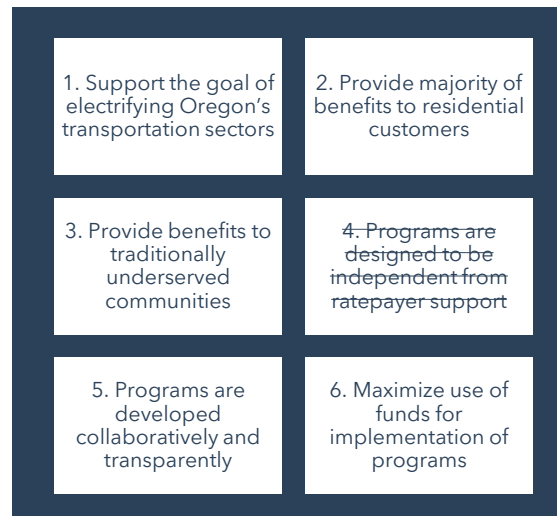 1. Support the goal of
electrifying Oregon's
transportation sectors
2. Provide majority of
benefits to residential
customers
3. Provide benefits to
traditionally
underserved
communities
4. Programs are
designed to be
independent from
ratepayer support
5. Programs are
developed
collaboratively and
transparently
6. Maximize use of
funds for
implementation of
programs